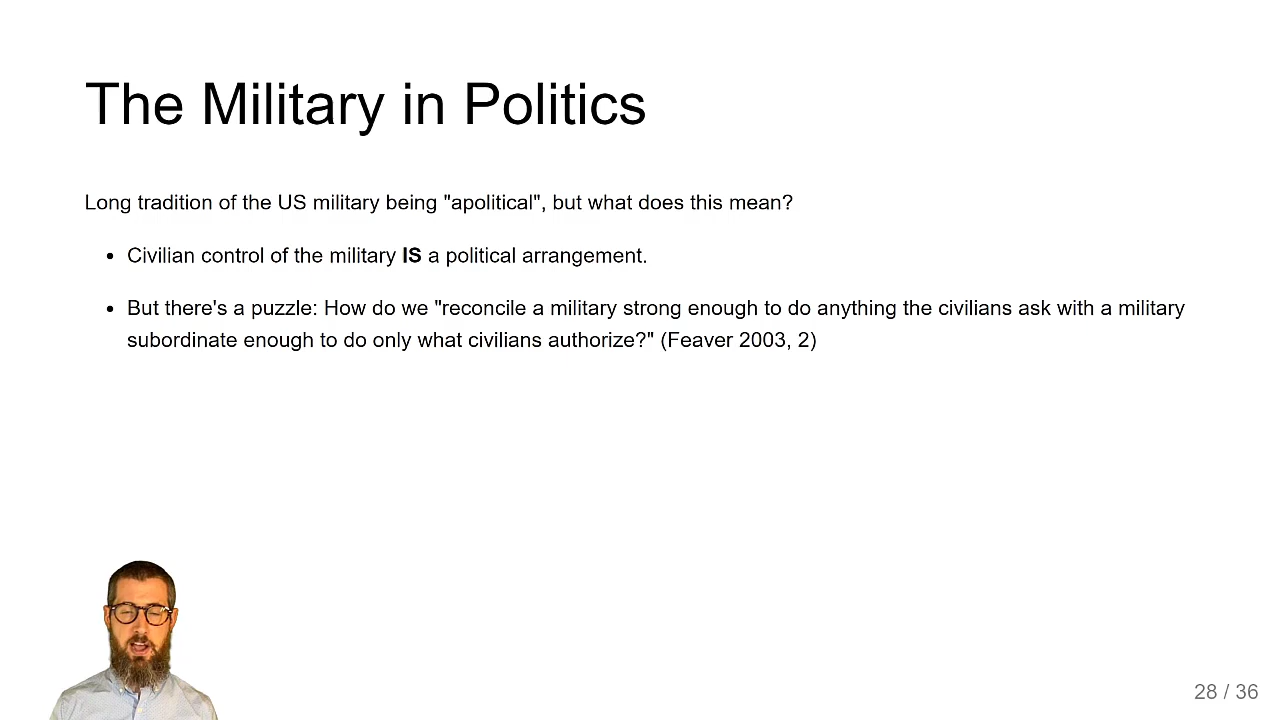 The Military in Politics
Long tradition of the US military being "apolitical", but what does this mean?
• Civilian control of the military IS a political arrangement.
• But there's a puzzle: How do we "reconcile a military strong enough to do anything the civilians ask with a military
subordinate enough to do only what civilians authorize?" (Feaver 2003, 2)
28 / 36